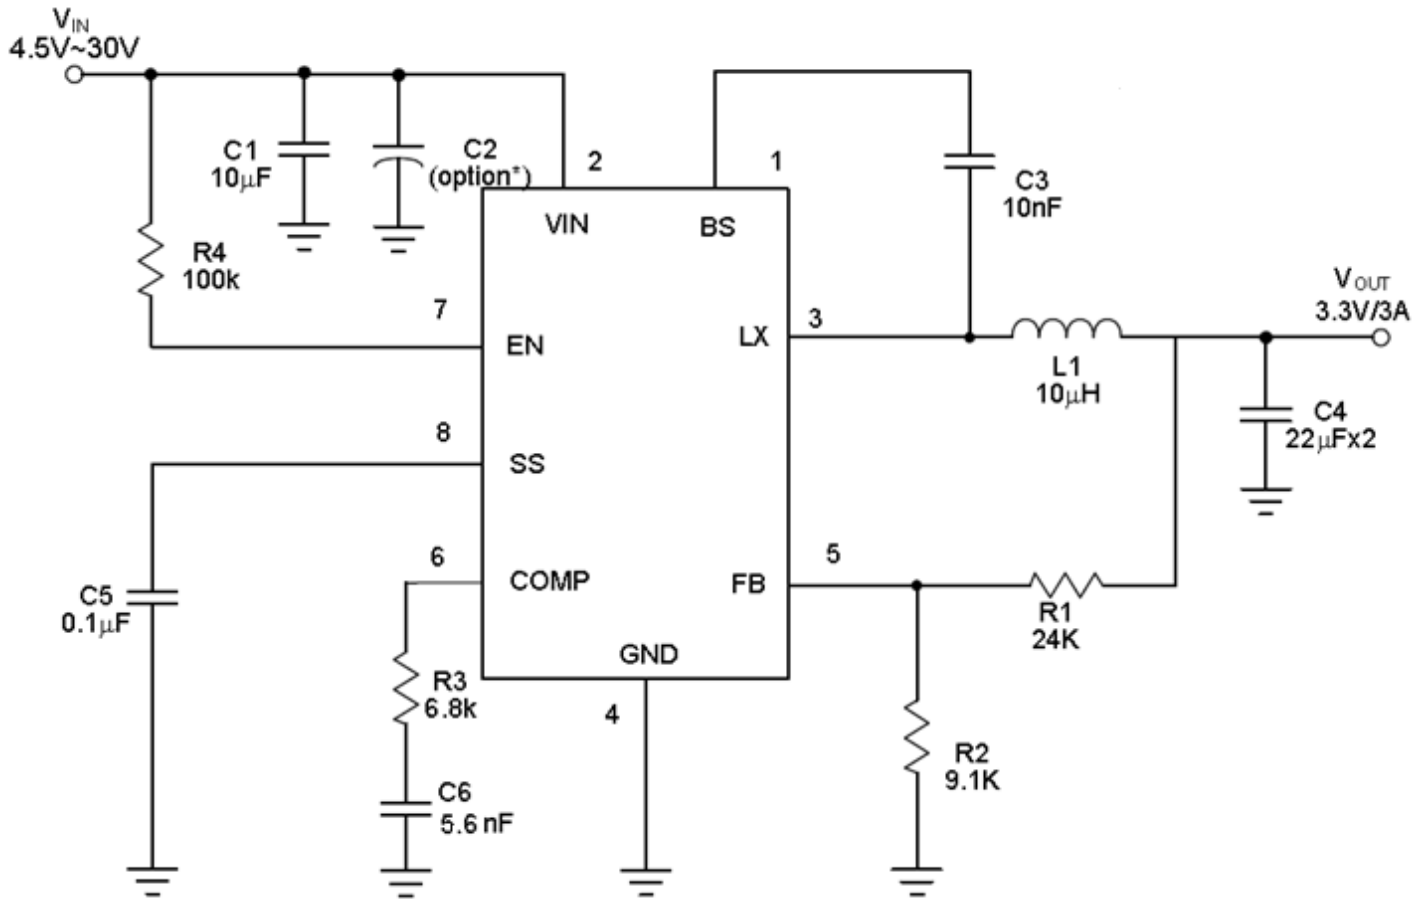 VIN
4.5V~30V
C1
10μF
C2
(option*)
2
1
C3
10nF
VIN
BS
R4
100k
7
EN
LX
3
VOUT
3.3V/3A
L1
10μH
C4
22μFx2
8
SS
6
COMP
FB
5
C5
0.1μF
R1
24K
GND
R3
6.8k
4
R2
9.1K
C6
5.6nF